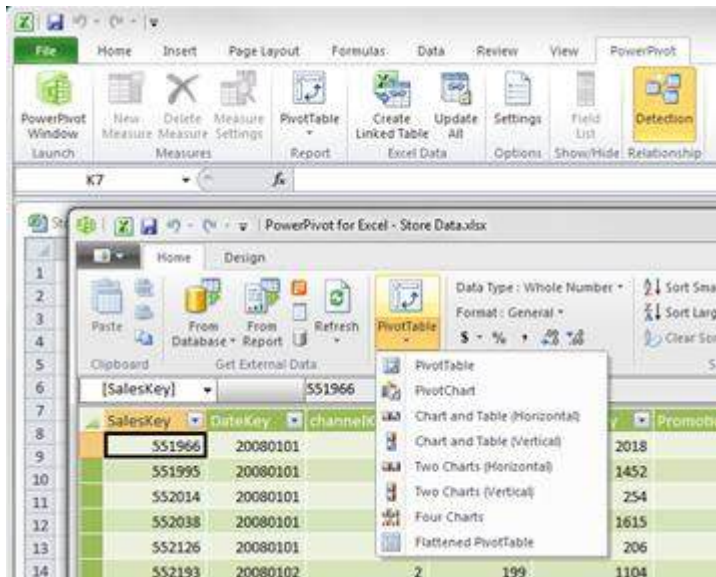 File Home Insert Page Layout Formulas Data Review View PowerPivot
PowerPivot Window New Measure Delete Measure Measure Settings PivotTable Create Linked Table Update All Settings Field List Detection
Launch Measures Report Excel Data Options Show/Hide Relationship
K7 fx
PowerPivot for Excel - Store Data.xlsx
Home Design
Paste From Database From Report Refresh PivotTable
Data Type : Whole Number
Format : General
$ %
Sort Sma
Sort Larg
Clear Sor
Clipboard Get External Data
[SalesKey] 551966
PivotTable
PivotChart
Chart and Table (Horizontal)
Chart and Table (Vertical)
Two Charts (Horizontal)
Two Charts (Vertical)
Four Charts
Flattened PivotTable
SalesKey DateKey channelK y Promotio
551966 20080101 2018
551995 20080101 1452
552014 20080101 254
552038 20080101 1615
552126 20080101 206
552193 20080102 2 199 1104
1
2
3
4
5
6
7
8
9
10
11
12
13
14